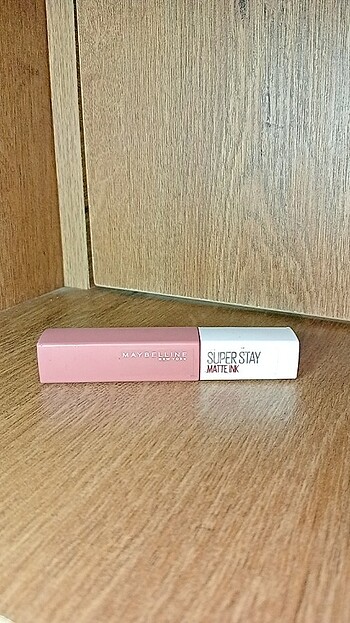 MAYBELLINE
NEW YORK
SUPER STAY
MATTE INK